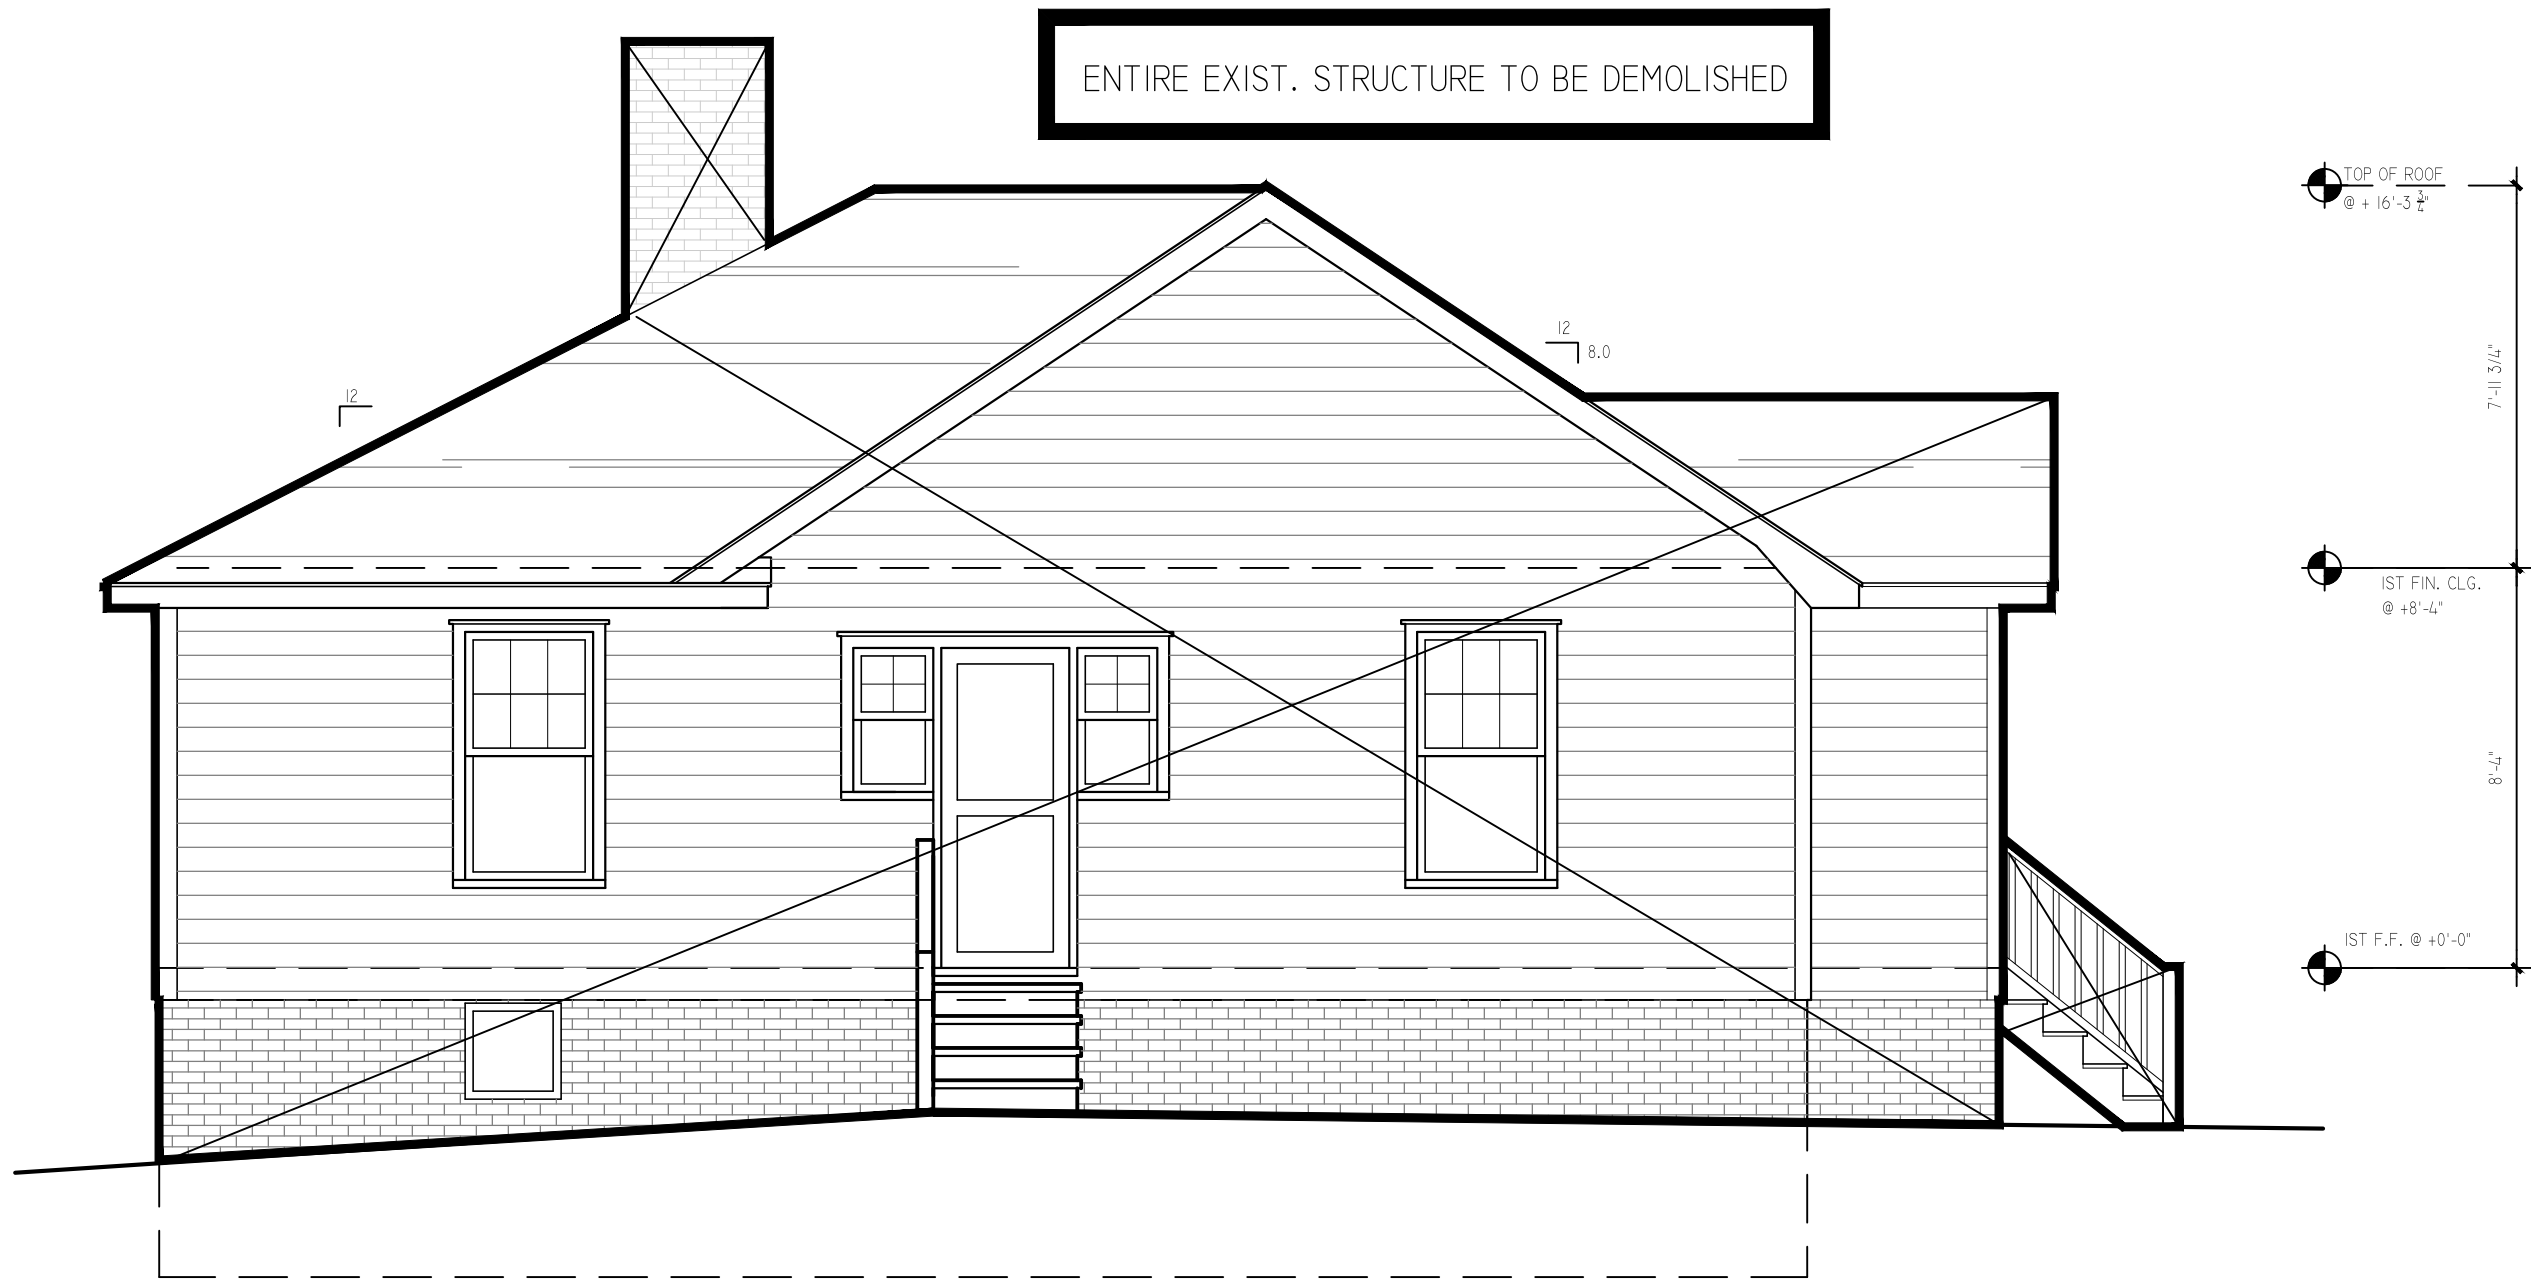 ENTIRE EXIST. STRUCTURE TO BE DEMOLISHED
TOP OF ROOF
@ + 16'-3 3/4"
12
8.0
12
7'-11 3/4"
1ST FIN. CLG.
@ +8'-4"
8'-4"
1ST F.F. @ +0'-0"